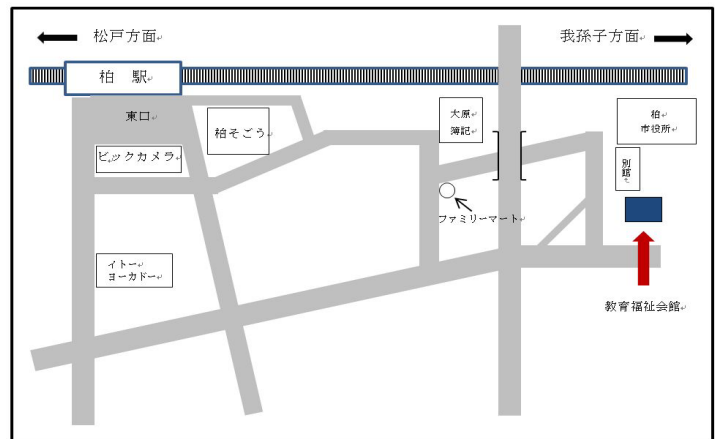 松戸方面
我孫子方面
柏 駅
東口
柏そごう
大原
簿記
柏
市役所
ビックカメラ
別館
ファミリーマート
イトー
ヨーカドー
教育福祉会館